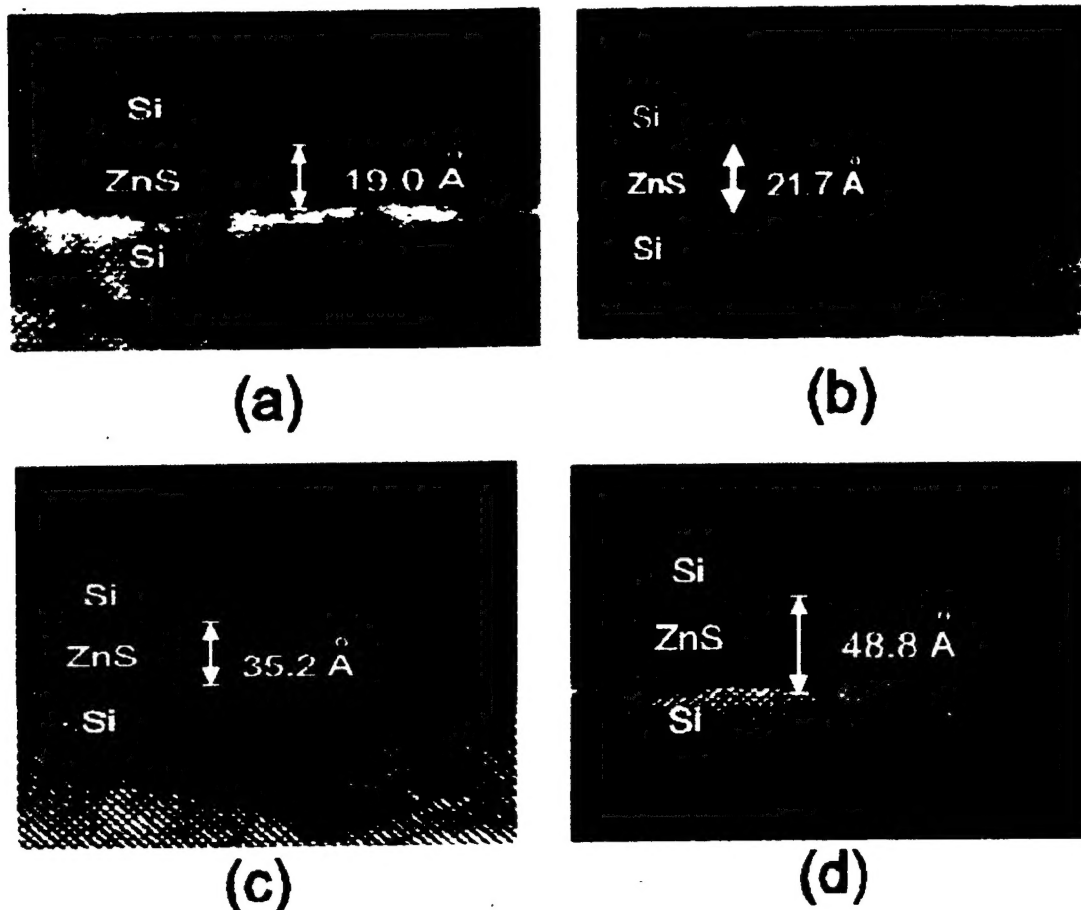 Si
ZnS
19.0 Å
Si
(a)
Si
ZnS
21.7 Å
Si
(b)
Si
ZnS
35.2 Å
Si
(c)
Si
ZnS
48.8 Å
Si
(d)